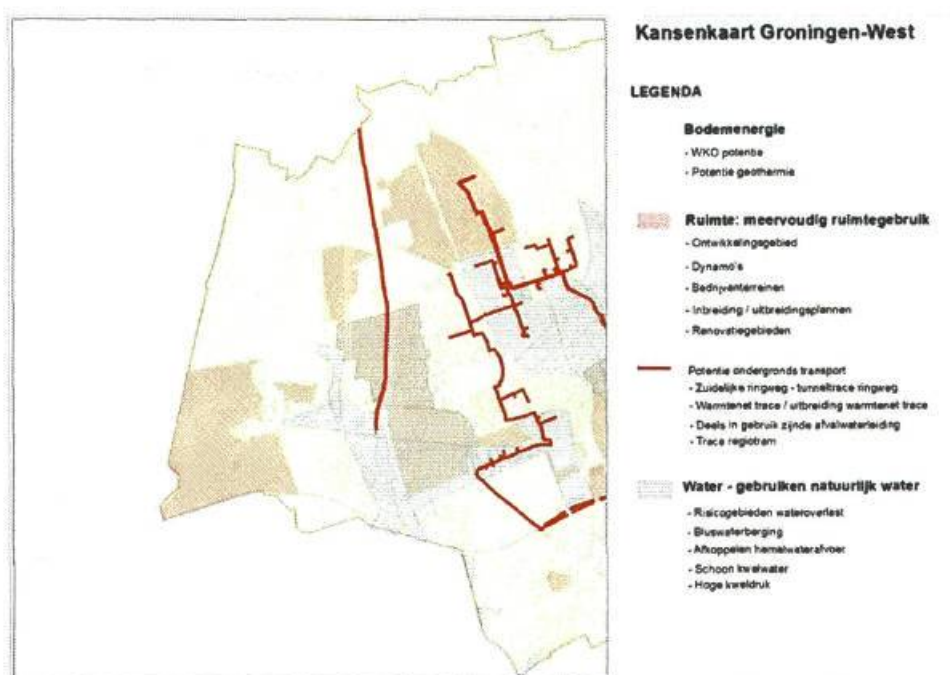 Kansenkaart Groningen-West
LEGENDA
Bodemenergie
- WKO potentie
- Potentie geothermie
Ruimte: meervoudig ruimtegebruik
- Ontwikkelingsgebied
- Dynamo's
- Bedrijventerreinen
- Inbreiding / uitbreidingsplannen
- Renovatiegebieden
Potentie ondergronds transport
- Zuidelijke ringweg - tunneltrace ringweg
- Warmtenet trace / uitbreiding warmtenet trace
- Deels in gebruik zijnde afvalwaterleiding
- Trace regiotram
Water - gebruiken natuurlijk water
- Risicogebieden wateroverlast
- Bluswaterberging
- Afkoppelen hemelwaterafvoer
- Schoon kwelwater
- Hoge kweldruk